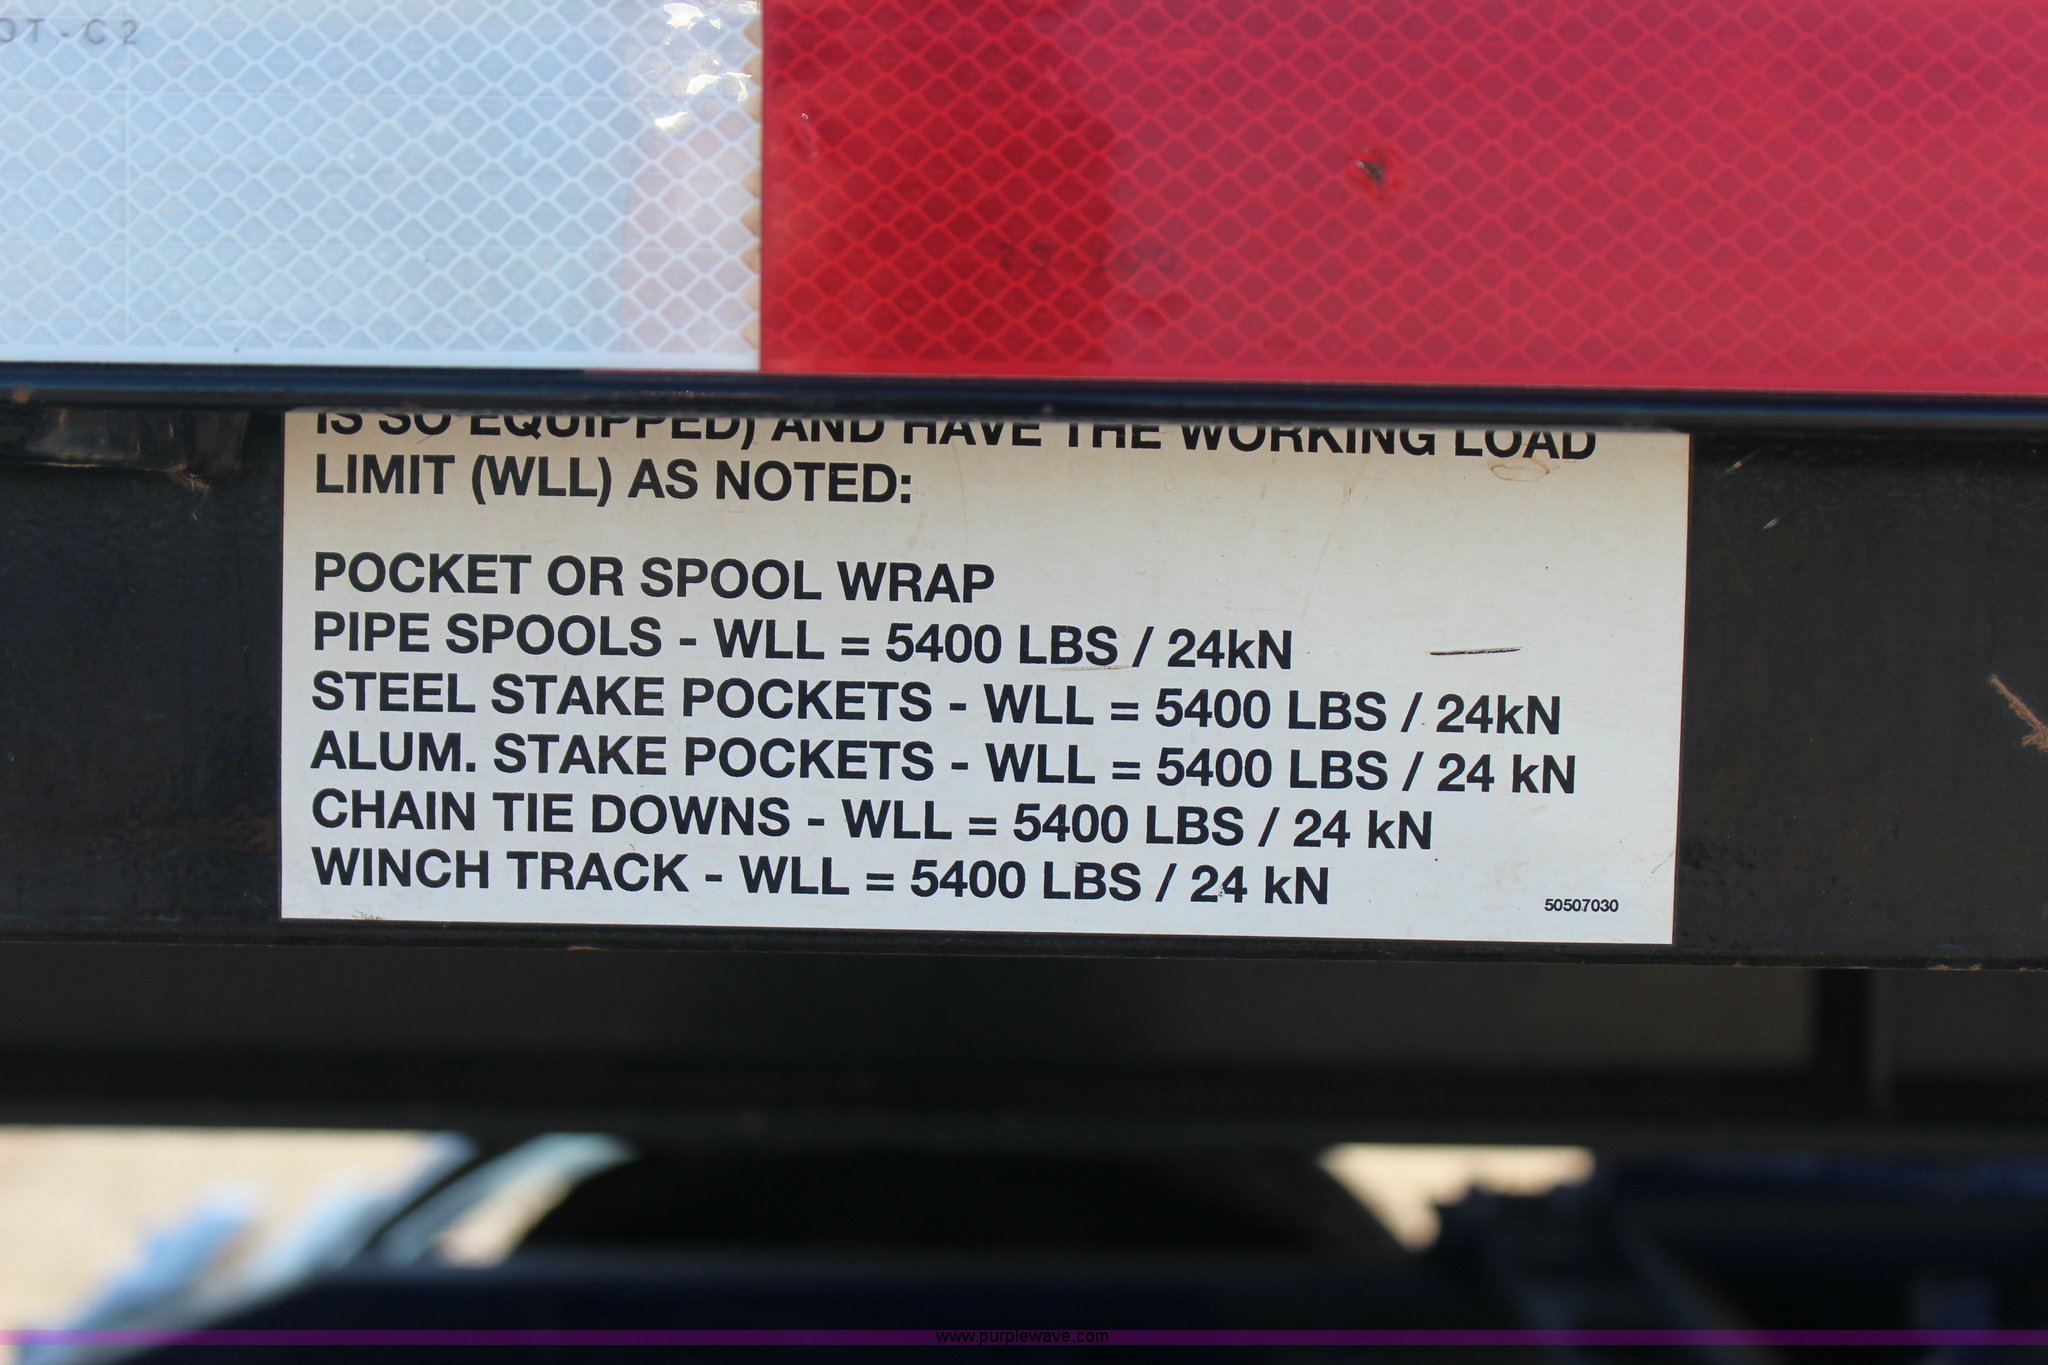 OT-C2
IS SO EQUIPPED) AND HAVE THE WORKING LOAD
LIMIT (WLL) AS NOTED:
POCKET OR SPOOL WRAP
PIPE SPOOLS - WLL = 5400 LBS / 24kN
STEEL STAKE POCKETS - WLL = 5400 LBS / 24kN
ALUM. STAKE POCKETS - WLL = 5400 LBS / 24 kN
CHAIN TIE DOWNS - WLL = 5400 LBS / 24 kN
WINCH TRACK - WLL = 5400 LBS / 24 kN
50507030
www.purplewave.com